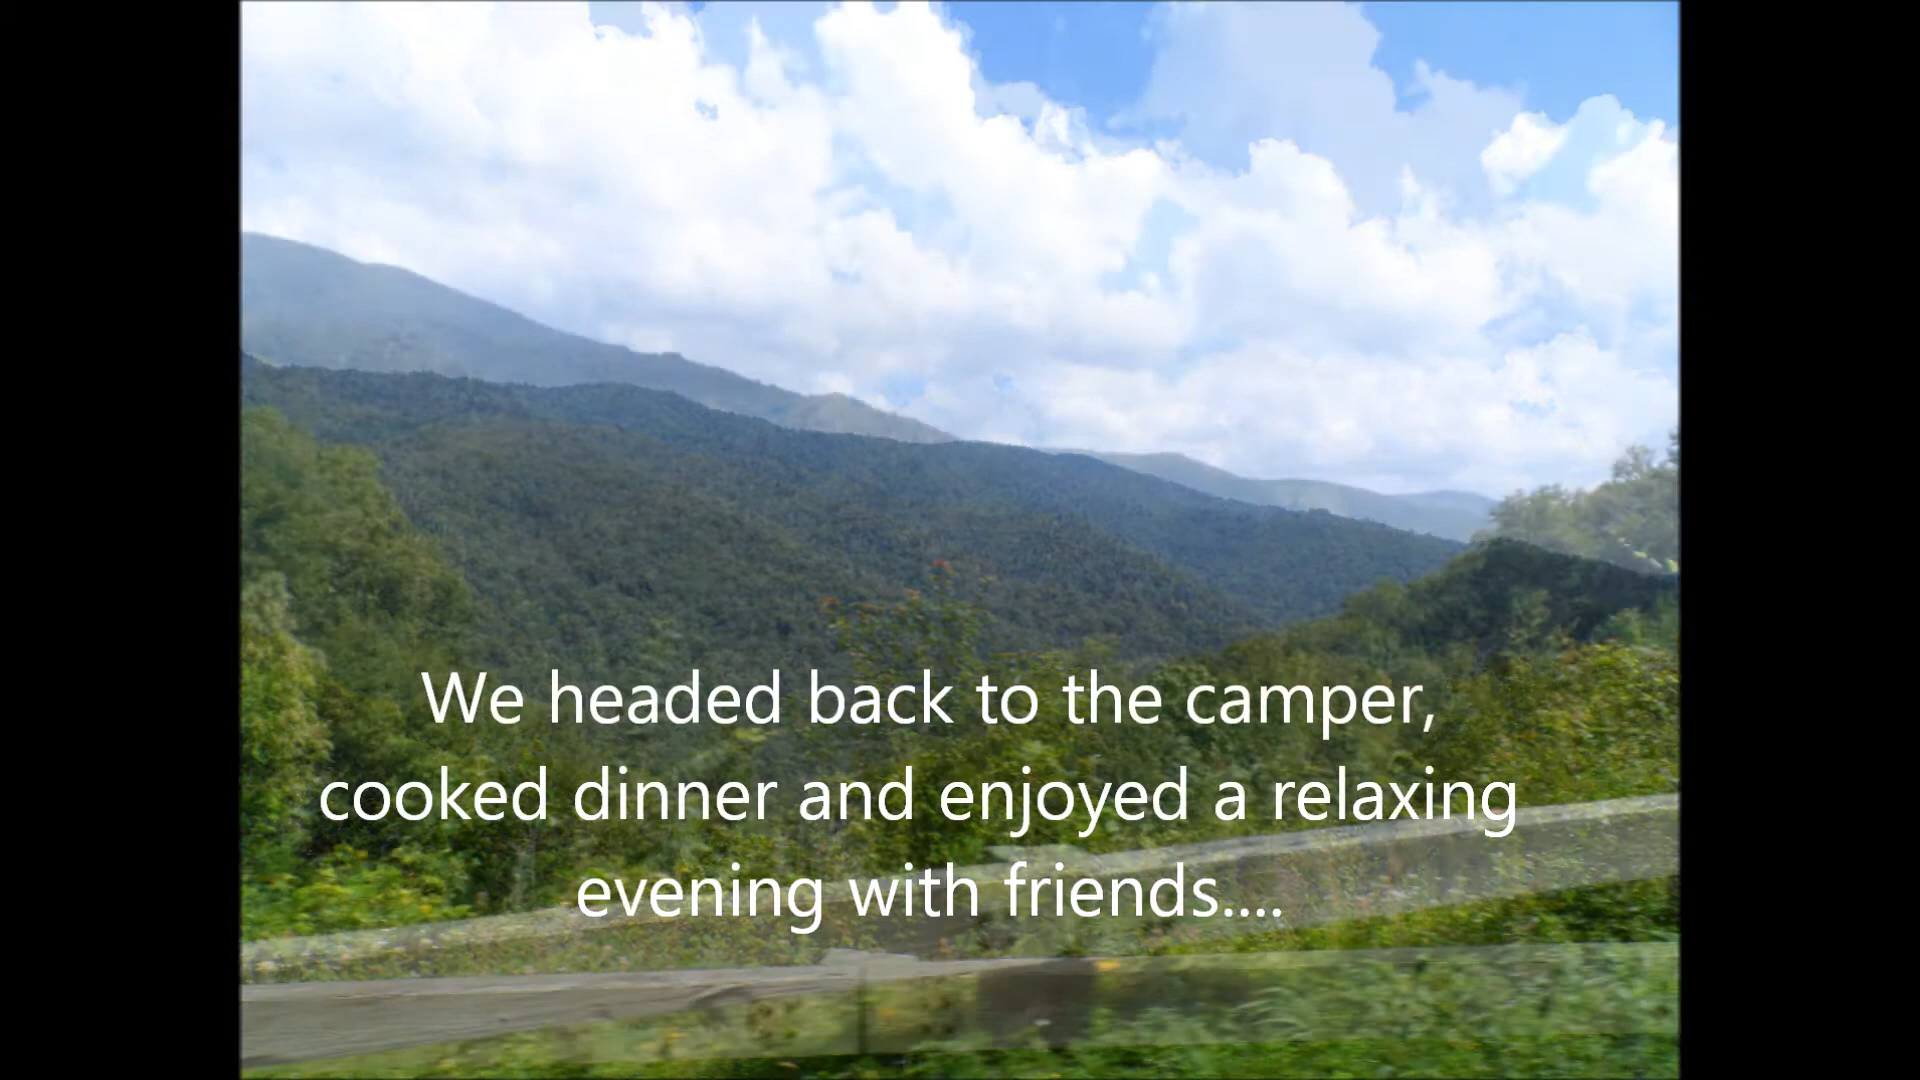 We headed back to the camper,
cooked dinner and enjoyed a relaxing
evening with friends....